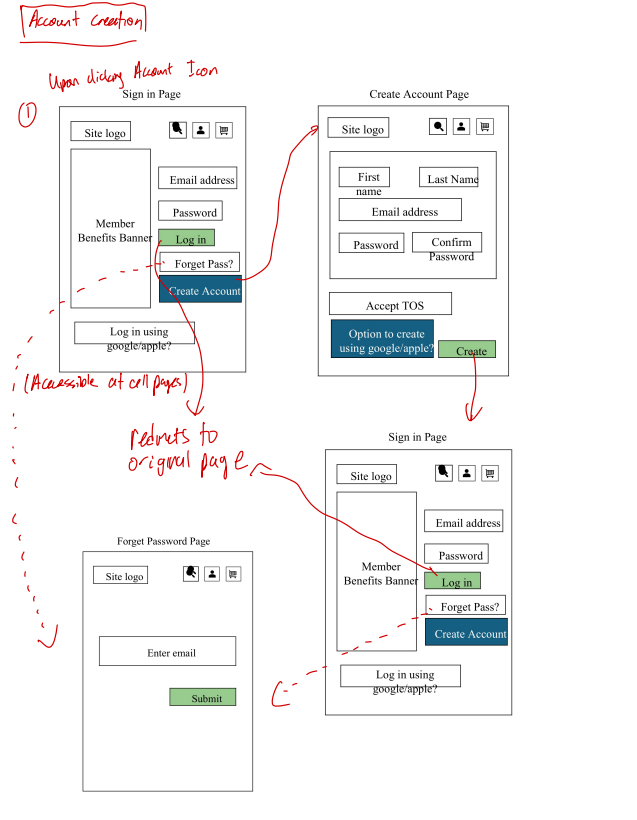 Account creation
Upon clicking Account Icon
①
Sign in Page
Site logo
Email address
Password
Member
Benefits Banner
Log in
Forget Pass?
Create Account
Log in using
google/apple?
(Accessible at all pages)
Create Account Page
Site logo
First
name
Last Name
Email address
Password
Confirm
Password
Accept TOS
Option to create
using google/apple?
Create
redirects to
original page
Sign in Page
Site logo
Email address
Password
Member
Benefits Banner
Log in
Forget Pass?
Create Account
Log in using
google/apple?
Forget Password Page
Site logo
Enter email
Submit